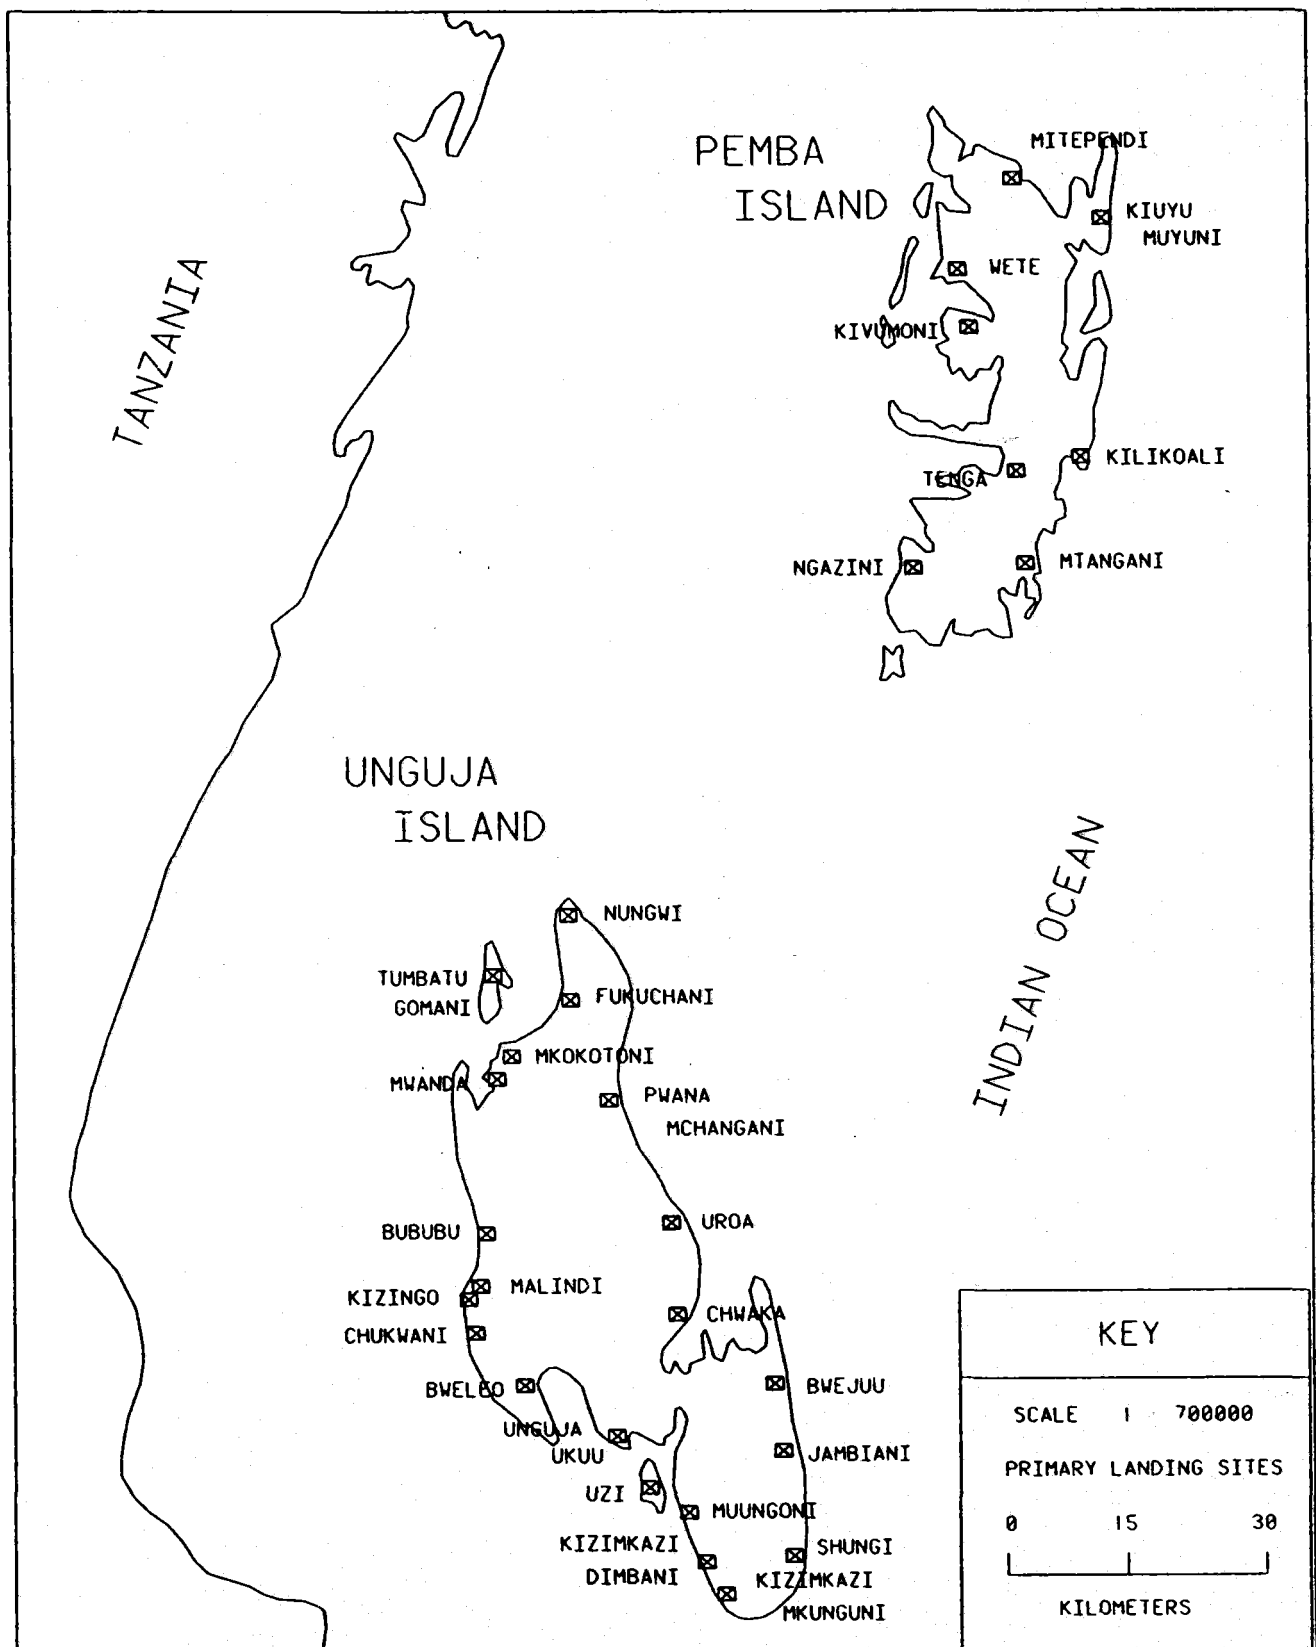 PEMBA
ISLAND
MITEPENDI
KIUYU
MUYUNI
WETE
KIVUMONI
TANZANIA
KILIKOALI
TENGA
NGAZINI
MTANGANI
UNGUJA
ISLAND
INDIAN OCEAN
NUNGWI
TUMBATU
GOMANI
FUKUCHANI
MKOKOTONI
MWANDA
PWANA
MCHANGANI
UROA
BUBUBU
MALINDI
KIZINGO
CHWAKA
CHUKWANI
BWELEO
BWEJUU
UNGUJA
UKUU
JAMBIANI
UZI
MUUNGONI
KIZIMKAZI
DIMBANI
SHUNGI
KIZIMKAZI
MKUNGUNI
KEY
SCALE 1 700000
PRIMARY LANDING SITES
0 15 30
KILOMETERS